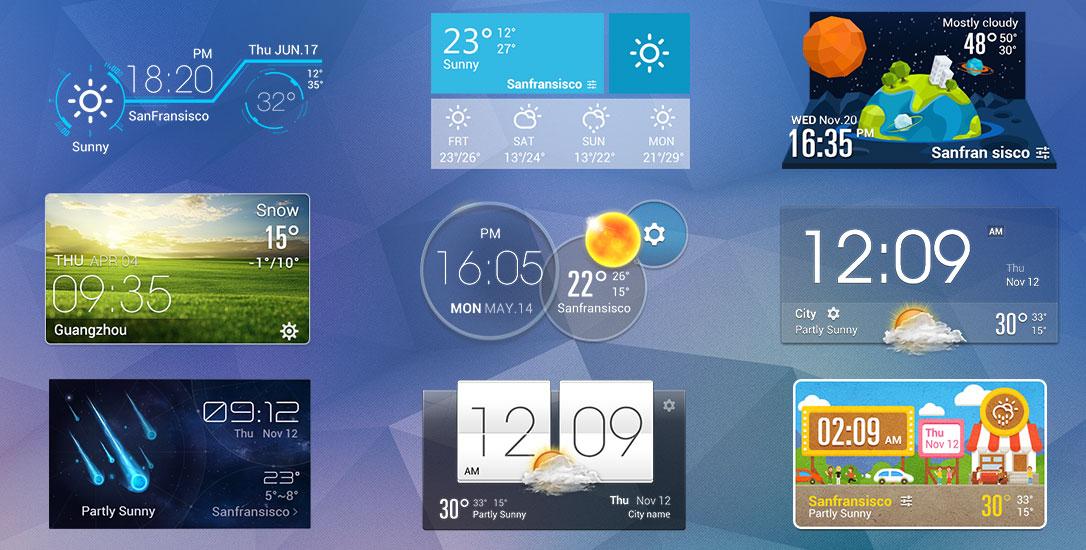 PM
Thu JUN.17
18:20
12°
35°
32°
SanFransisco
Sunny
23° 12°
27°
Sunny
Sanfransisco
FRT SAT SUN MON
23°/26° 13°/24° 13°/22° 21°/29°
Mostly cloudy
48° 50°
30°
WED Nov.20
16:35 PM
Sanfran sisco
Snow
15°
-1°/10°
THU APR 04
09:35
Guangzhou
PM
16:05
MON MAY.14
22° 26°
15°
Sanfransisco
12:09 AM
Thu
Nov 12
City
Partly Sunny
30° 33°
15°
09:12
Thu Nov 12
23°
5°~8°
Partly Sunny
Sanfransisco >
12 09
AM
30° 33° 15°
Partly Sunny
Thu Nov 12
City name
02:09 AM
Thu
Nov 12
Sanfransisco
Partly Sunny
30° 33°
15°